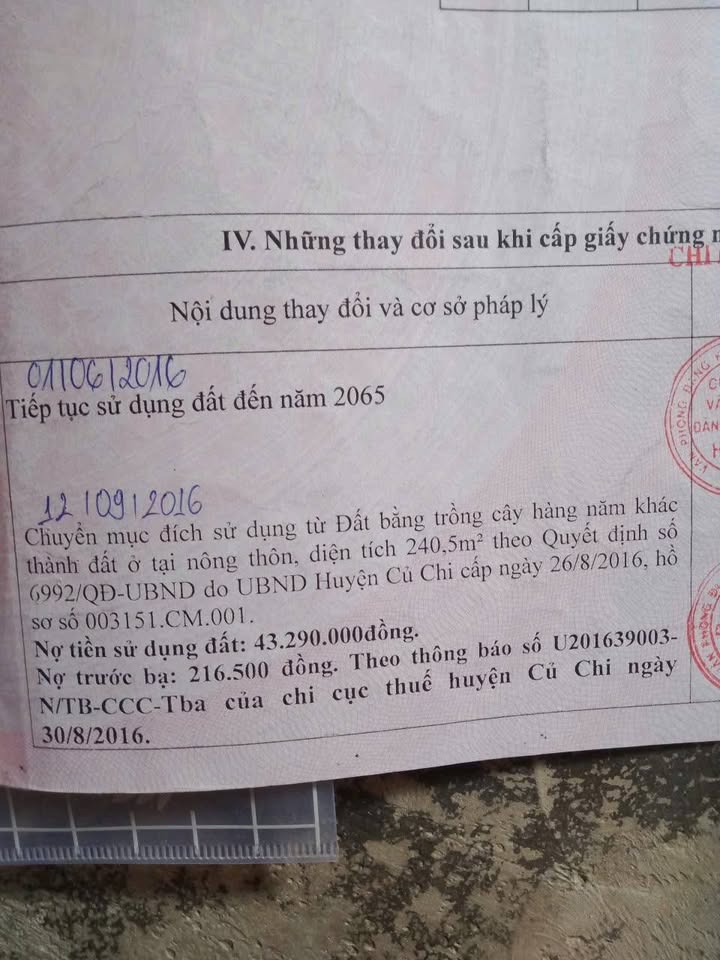 IV. Những thay đổi sau khi cấp giấy chứng
CHI
Nội dung thay đổi và cơ sở pháp lý
01/06/2016
Tiếp tục sử dụng đất đến năm 2065
12/09/2016
Chuyển mục đích sử dụng từ Đất bằng trồng cây hàng năm khác
thành đất ở tại nông thôn, diện tích 240,5m² theo Quyết định số
6992/QĐ-UBND do UBND Huyện Củ Chi cấp ngày 26/8/2016, hồ
sơ số 003151.CM.001.
Nợ tiền sử dụng đất: 43.290.000đồng.
Nợ trước bạ: 216.500 đồng. Theo thông báo số U201639003-
N/TB-CCC-Tba của chi cục thuế huyện Củ Chi ngày
30/8/2016.
VĂN PHÒNG ĐĂNG